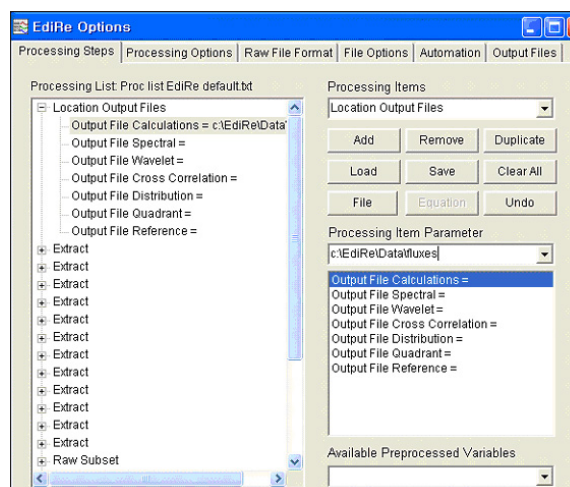 EdiRe Options
Processing Steps Processing Options Raw File Format File Options Automation Output Files
Processing List: Proc list EdiRe default.txt
Location Output Files
Output File Calculations = c:\EdiRe\Data\
Output File Spectral =
Output File Wavelet =
Output File Cross Correlation =
Output File Distribution =
Output File Quadrant =
Output File Reference =
Extract
Extract
Extract
Extract
Extract
Extract
Extract
Extract
Extract
Extract
Extract
Extract
Raw Subset
Processing Items
Location Output Files
Add Remove Duplicate
Load Save Clear All
File Equation Undo
Processing Item Parameter
c:\EdiRe\Data\fluxes
Output File Calculations =
Output File Spectral =
Output File Wavelet =
Output File Cross Correlation =
Output File Distribution =
Output File Quadrant =
Output File Reference =
Available Preprocessed Variables